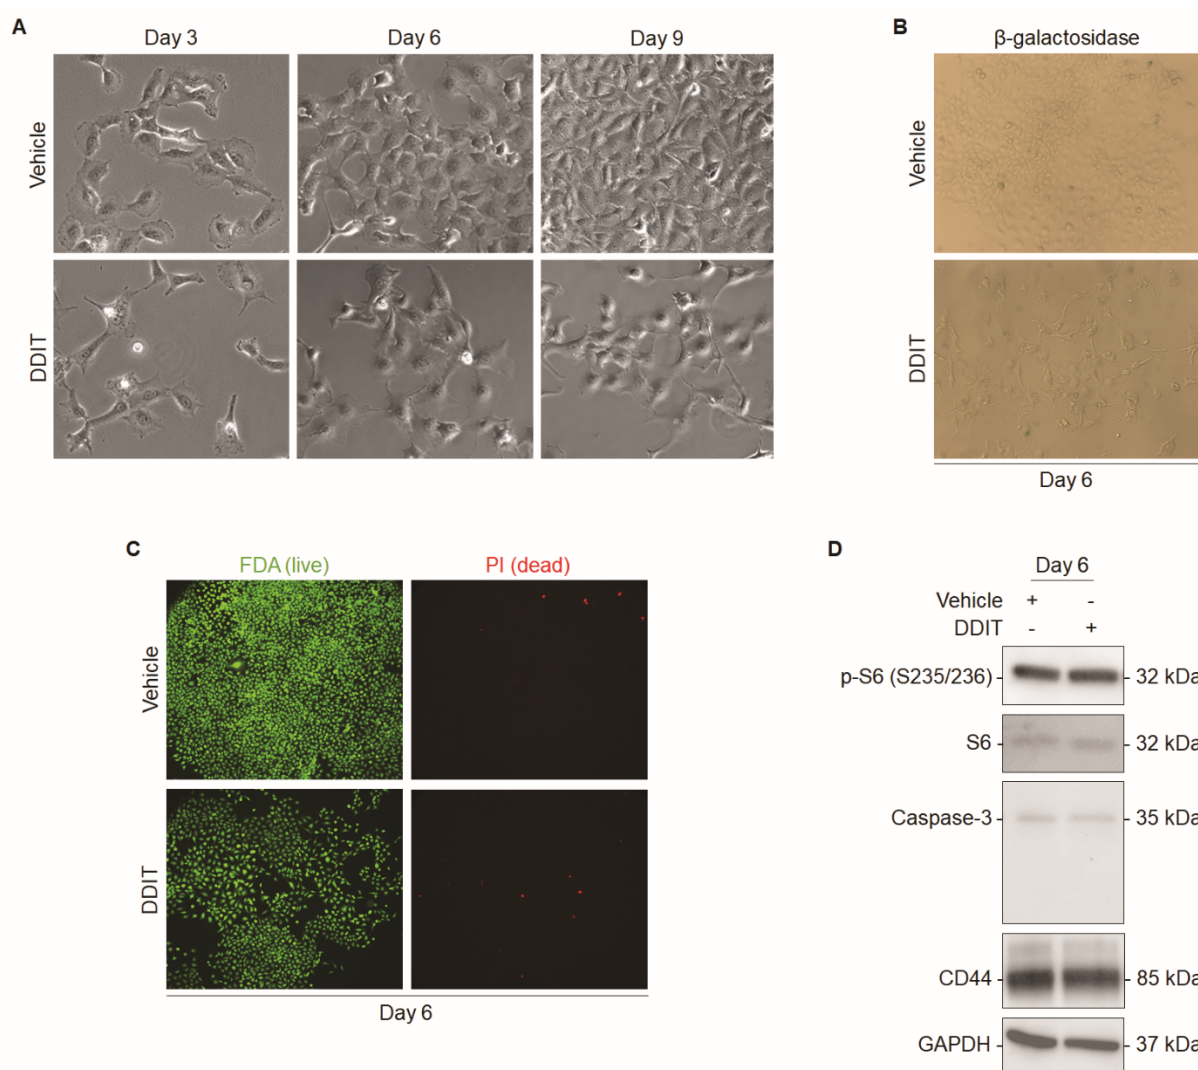 A
Day 3 Day 6 Day 9
Vehicle
DDIT
B
β-galactosidase
Vehicle
DDIT
Day 6
C
FDA (live) PI (dead)
Vehicle
DDIT
Day 6
D
Day 6
Vehicle + -
DDIT - +
p-S6 (S235/236) - - 32 kDa
S6 - - 32 kDa
Caspase-3 - - 35 kDa
CD44 - - 85 kDa
GAPDH - - 37 kDa